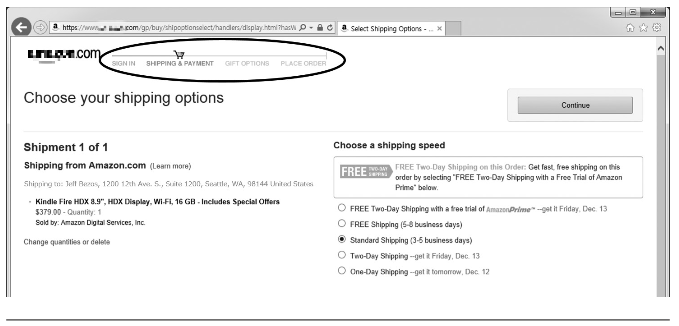 https://www. .com/gp/buy/shipoptionselect/handlers/display.html?hasW
Select Shipping Options - ...
.com
SIGN IN SHIPPING & PAYMENT GIFT OPTIONS PLACE ORDER
Choose your shipping options
Continue
Shipment 1 of 1
Shipping from Amazon.com (Learn more)
Shipping to: Jeff Bezos, 1200 12th Ave. S., Suite 1200, Seattle, WA, 98144 United States
Kindle Fire HDX 8.9", HDX Display, Wi-Fi, 16 GB - Includes Special Offers
$379.00 - Quantity: 1
Sold by: Amazon Digital Services, Inc.
Change quantities or delete
Choose a shipping speed
FREE TWO-DAY SHIPPING
FREE Two-Day Shipping on this Order: Get fast, free shipping on this
order by selecting "FREE Two-Day Shipping with a Free Trial of Amazon
Prime" below.
FREE Two-Day Shipping with a free trial of AmazonPrime™ --get it Friday, Dec. 13
FREE Shipping (5-8 business days)
Standard Shipping (3-5 business days)
Two-Day Shipping --get it Friday, Dec. 13
One-Day Shipping --get it tomorrow, Dec. 12